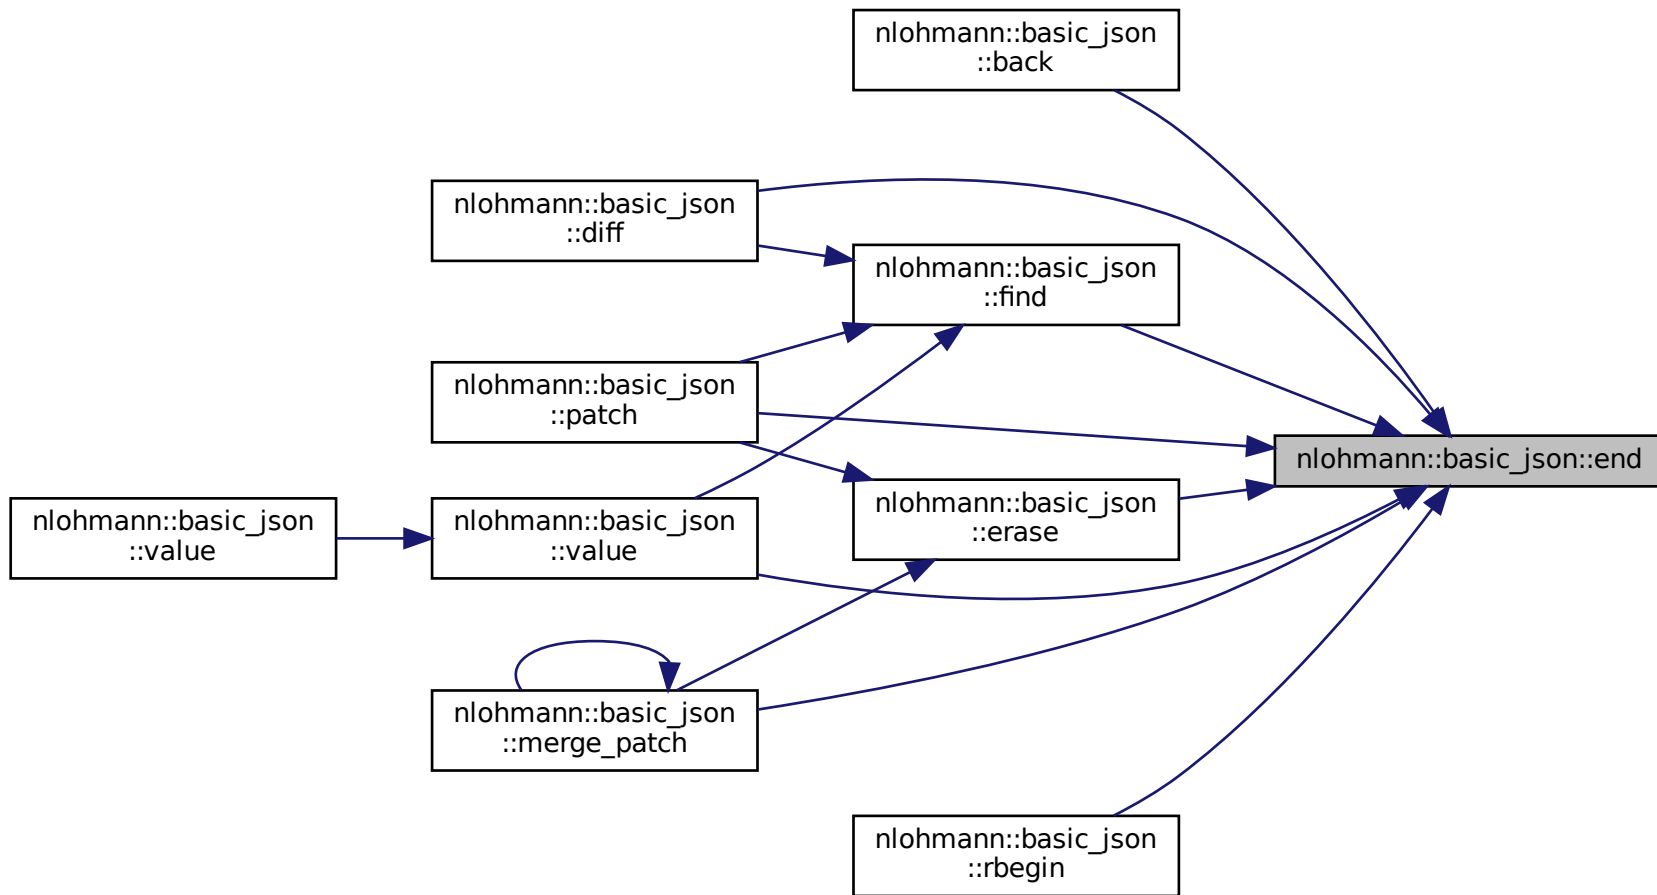 nlohmann::basic_json
::back
nlohmann::basic_json
::diff
nlohmann::basic_json
::find
nlohmann::basic_json
::patch
nlohmann::basic_json::end
nlohmann::basic_json
::erase
nlohmann::basic_json
::value
nlohmann::basic_json
::value
nlohmann::basic_json
::merge_patch
nlohmann::basic_json
::rbegin